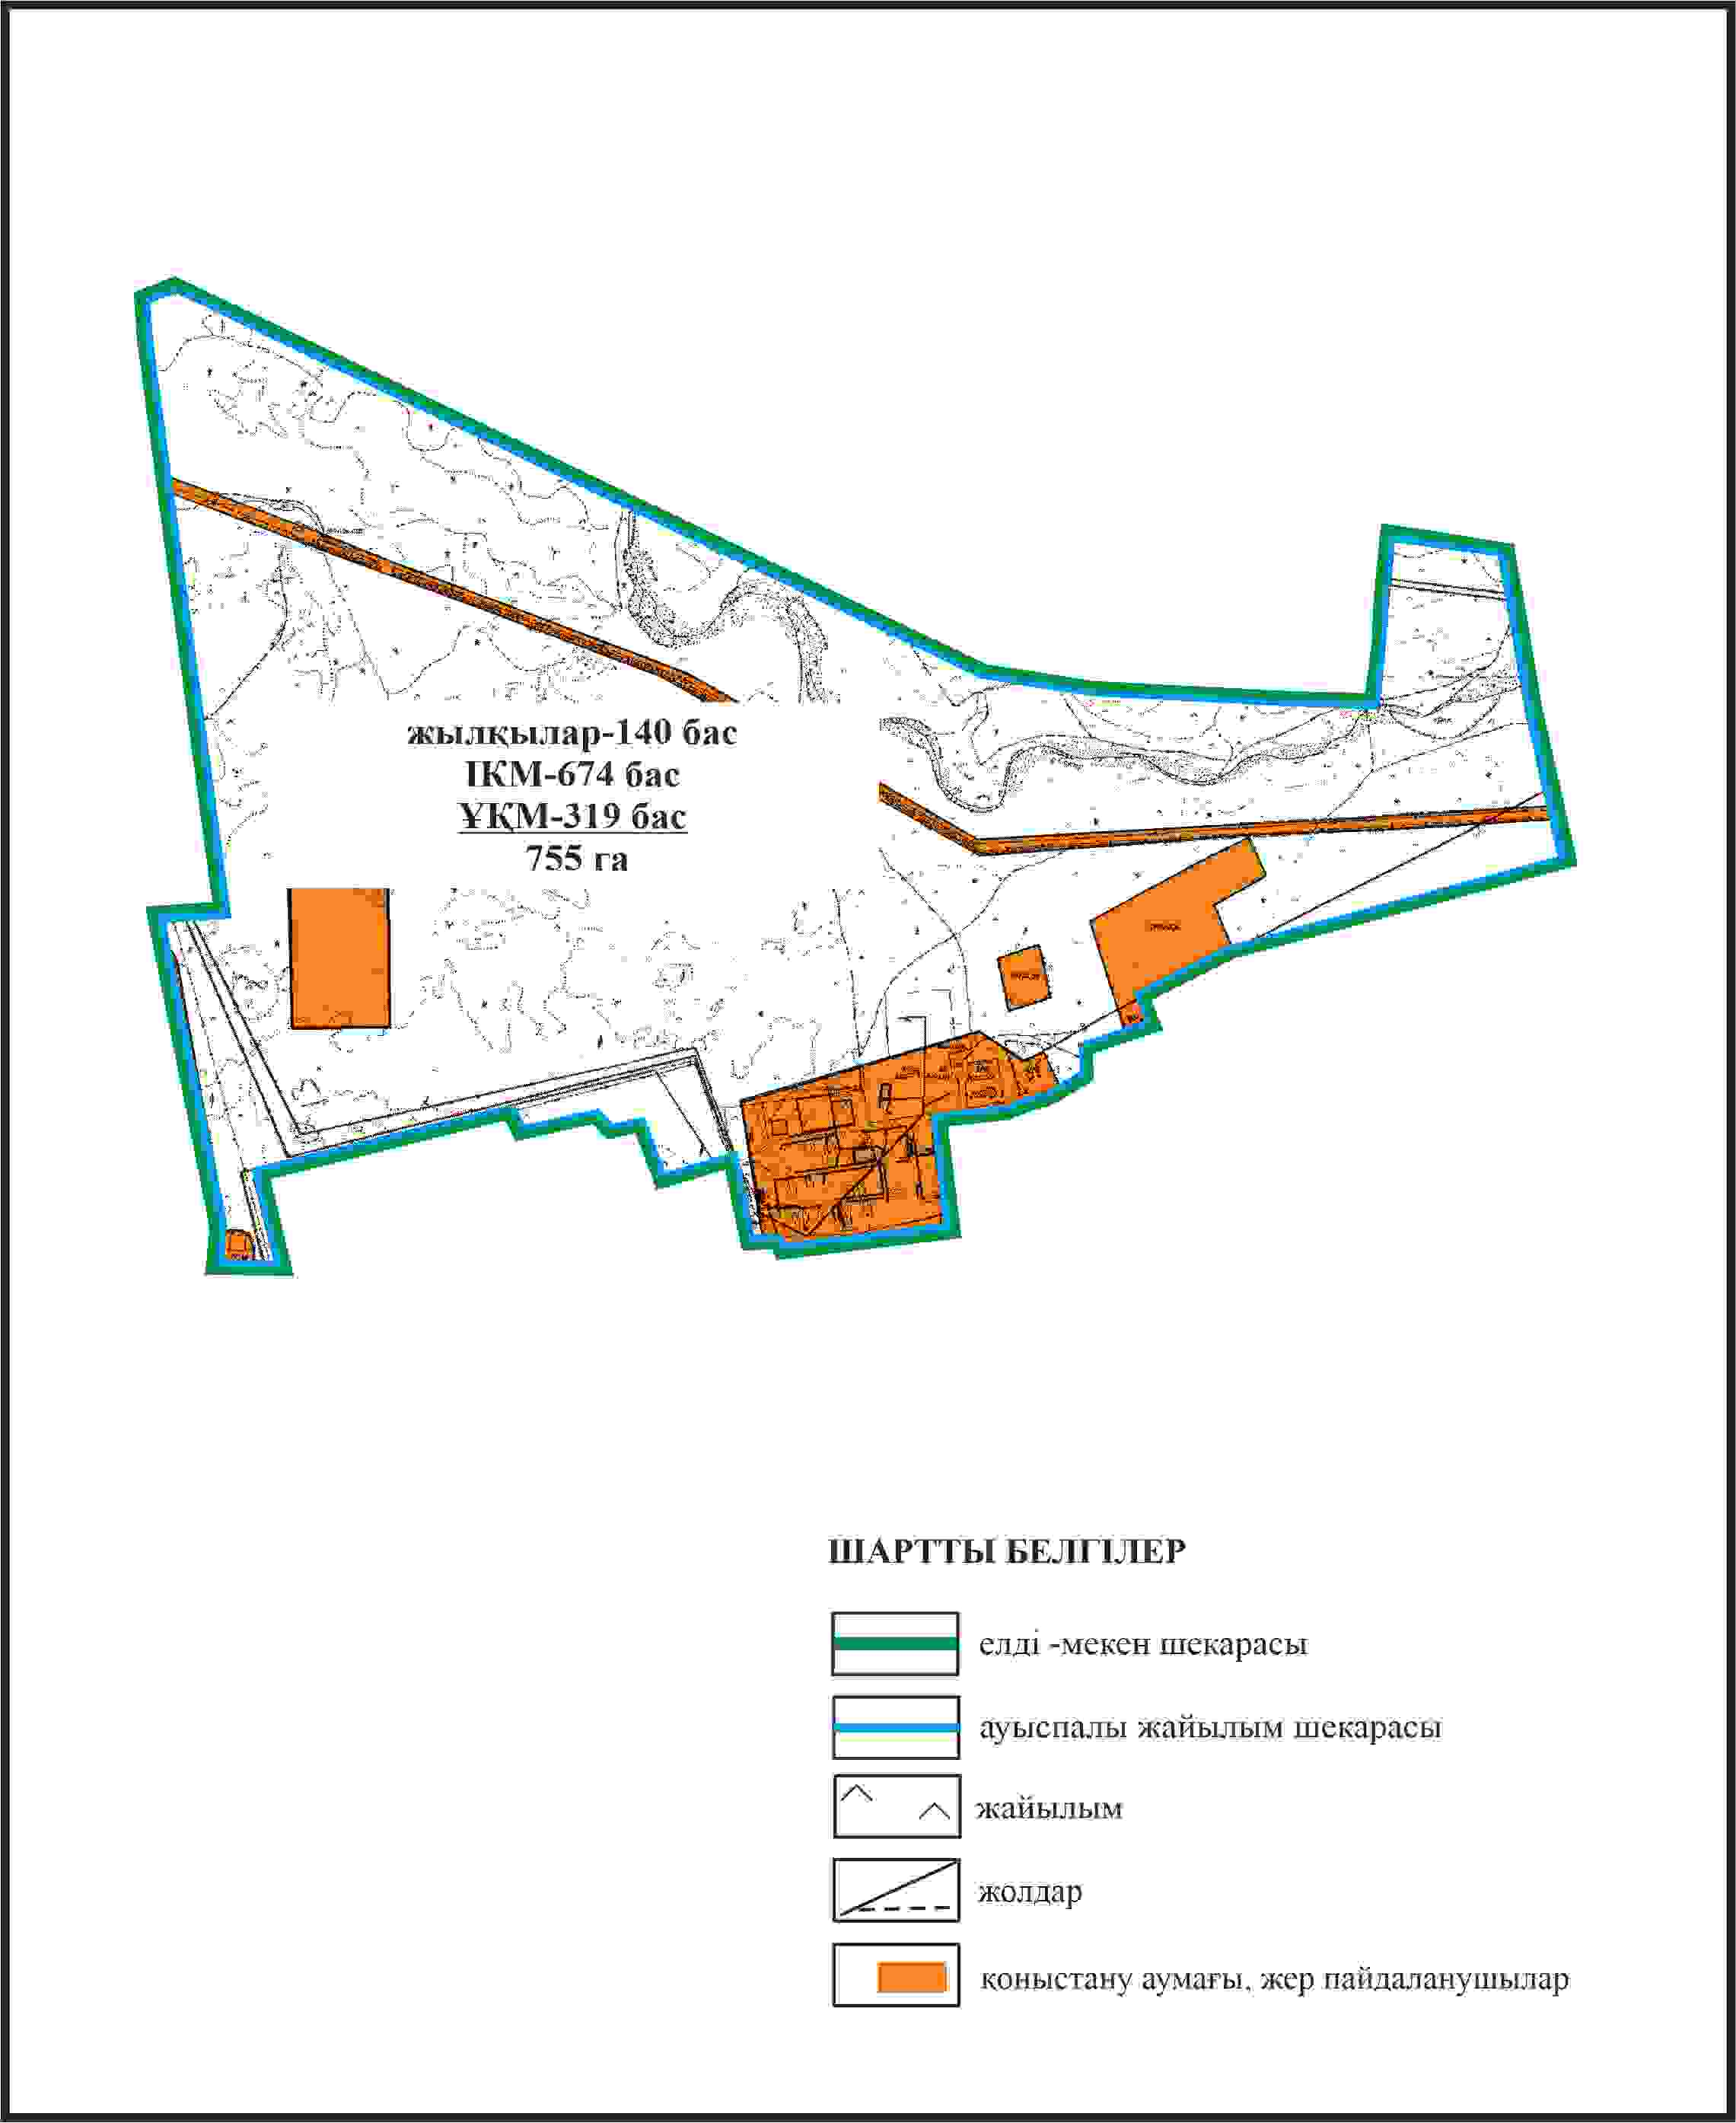 жылқылар-140 бас
ІКМ-674 бас
ҰҚМ-319 бас
755 га
ШАРТТЫ БЕЛГІЛЕР
елді -мекен шекарасы
ауыспалы жайылым шекарасы
жайылым
жолдар
қоныстану аумағы, жер пайдаланушылар